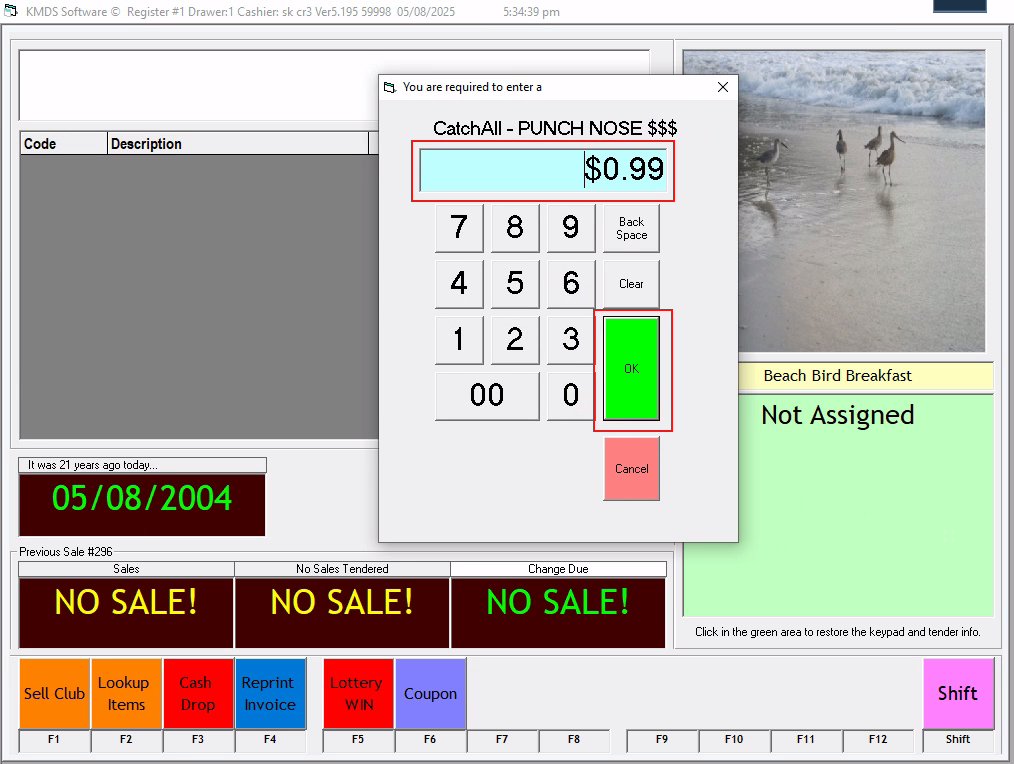 KMDS Software © Register #1 Drawer:1 Cashier: sk cr3 Ver5.195 59998 05/08/2025 5:34:39 pm
You are required to enter a
CatchAll - PUNCH NOSE $$$
$0.99
7 8 9 Back Space
4 5 6 Clear
1 2 3 OK
00 0
Cancel
Code Description
Beach Bird Breakfast
Not Assigned
It was 21 years ago today...
05/08/2004
Previous Sale #296
Sales No Sales Tendered Change Due
NO SALE! NO SALE! NO SALE!
Click in the green area to restore the keypad and tender info.
Sell Club Lookup Items Cash Drop Reprint Invoice Lottery WIN Coupon Shift
F1 F2 F3 F4 F5 F6 F7 F8 F9 F10 F11 F12 Shift